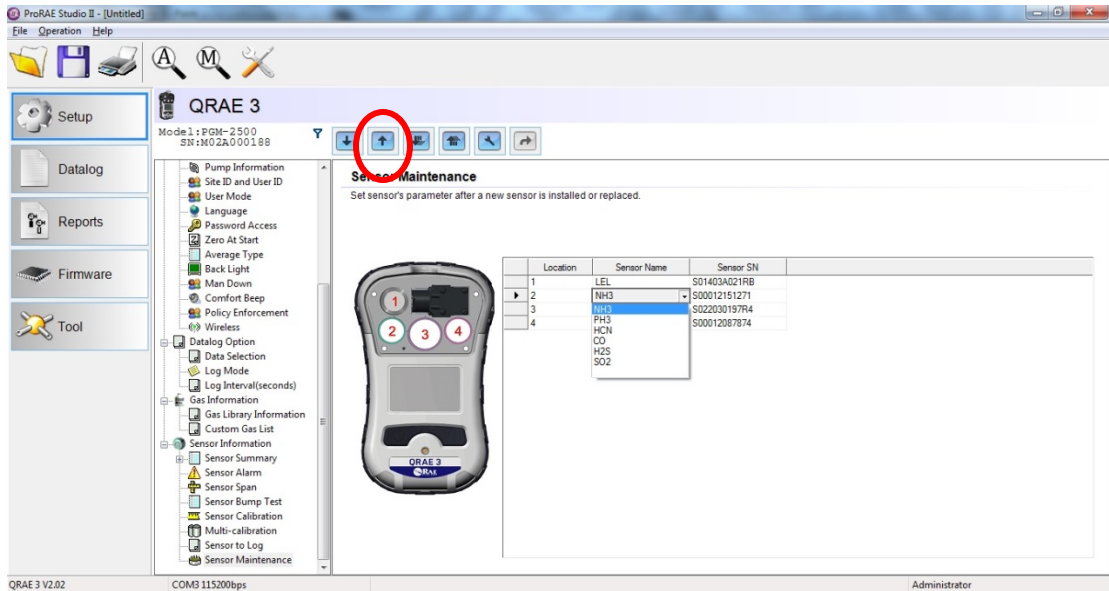 ProRAE Studio II - [Untitled]
File Operation Help
A M
Setup
Datalog
Reports
Firmware
Tool
QRAE 3
Model:PGM-2500
SN:M02A000188
Pump Information
Site ID and User ID
User Mode
Language
Password Access
Zero At Start
Average Type
Back Light
Man Down
Comfort Beep
Policy Enforcement
Wireless
Datalog Option
Data Selection
Log Mode
Log Interval(seconds)
Gas Information
Gas Library Information
Custom Gas List
Sensor Information
Sensor Summary
Sensor Alarm
Sensor Span
Sensor Bump Test
Sensor Calibration
Multi-calibration
Sensor to Log
Sensor Maintenance
Sensor Maintenance
Set sensor's parameter after a new sensor is installed or replaced.
1
2 3 4
QRAE 3
RAE
Location Sensor Name Sensor SN
1 LEL S01403A021RB
2 NH3 S00012151271
3 S022030197R4
4 S00012087874
NH3
PH3
HCN
CO
H2S
SO2
QRAE 3 V2.02 COM3 115200bps Administrator